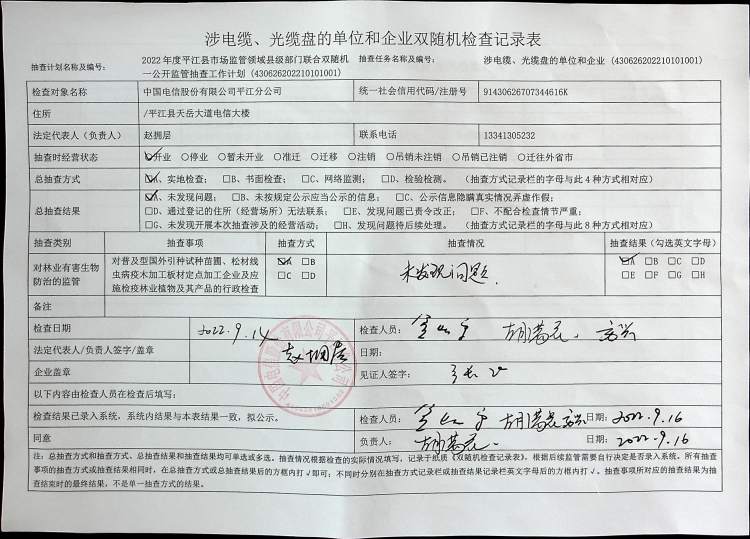 涉电缆、光缆盘的单位和企业双随机检查记录表
抽查计划名称及编号: 2022 年度平江县市场监管领域县级部门联合双随机 抽查任务名称及编号: 涉电缆、光缆盘的单位和企业 (430626202210101001)
一公开监管抽查工作计划 (430626202210101001)
检查对象名称 中国电信股份有限公司平江分公司 统一社会信用代码/注册号 91430626707344616K
住所 /平江县天岳大道电信大楼
法定代表人(负责人) 赵拥层 联系电话 13341305232
抽查时经营状态 ○开业 ○停业 ○暂未开业 ○准迁 ○迁移 ○注销 ○吊销未注销 ○吊销已注销 ○迁往外省市
总抽查方式 □A、实地检查; □B、书面检查; □C、网络监测; □D、检验检测。(抽查方式记录栏的字母与此 4 种方式相对应)
总抽查结果 □A、未发现问题; □B、未按规定公示应当公示的信息; □C、公示信息隐瞒真实情况弄虚作假;
□D、通过登记的住所(经营场所)无法联系; □E、发现问题已责令改正; □F、不配合检查情节严重;
□G、未发现开展本次抽查涉及的经营活动; □H、发现问题待后续处理。 (抽查方式记录栏的字母与此 8 种方式相对应)
抽查类别 抽查事项 抽查方式 抽查情况 抽查结果(勾选英文字母)
对林业有害生物防治的监管 对普及型国外引种试种苗圃、松材线 □A □B 未发现问题. □A □B □C □D
虫病疫木加工板材定点加工企业及应 □C □D □E □F □G □H
施检疫林业植物及其产品的行政检查
备注
检查日期 2022.9.14 检查人员:
法定代表人/负责人签字/盖章 赵拥层 日期:
企业盖章 见证人签字:
以下内容由检查人员在检查后填写:
检查结果已录入系统,系统内结果与本表结果一致,拟公示。 检查人员: 日期: 2022.9.16
同意 负责人: 日期: 2022.9.16
注:总抽查方式和抽查方式、总抽查结果和抽查结果均可单选或多选。抽查情况根据检查的实际情况填写,记录于纸质《双随机检查记录表》,根据后续监管需要自行决定是否录入系统。所有抽查
事项的抽查方式或抽查结果相同时,在总抽查方式或总抽查结果后的方框内打√即可;不同时分别在抽查方式记录栏或抽查结果记录栏英文字母后的方框内打√。抽查事项所对应的抽查结果为抽
查结束时的最终结果,不是单一抽查方式的结果。